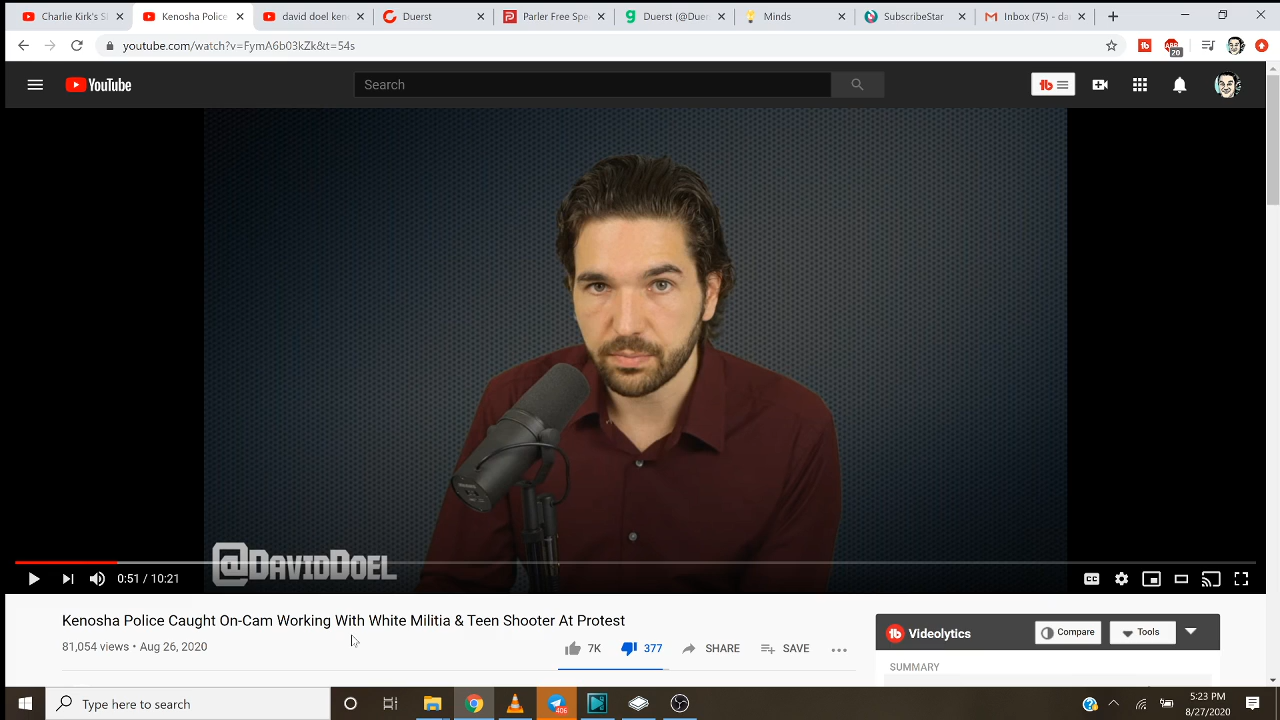 Charlie Kirk's S
Kenosha Police
david doel ken
Duerst
Parler Free Spe
Duerst (@Due
Minds
SubscribeStar
Inbox (75) - da
youtube.com/watch?v=FymA6b03kZk&t=54s
20
YouTube
Search
@DAVIDDOEL
0:51 / 10:21
CC
Kenosha Police Caught On-Cam Working With White Militia & Teen Shooter At Protest
81,054 views • Aug 26, 2020
7K
377
SHARE
SAVE
Videolytics
Compare
Tools
SUMMARY
Type here to search
406
5:23 PM
8/27/2020